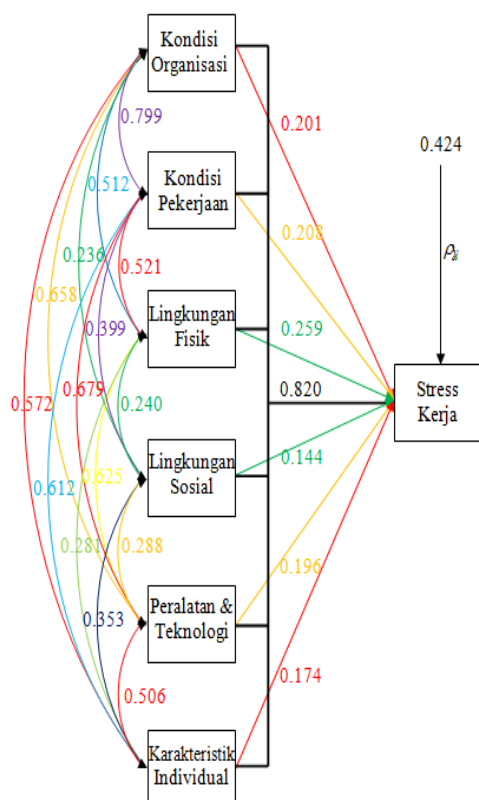 Kondisi
Organisasi
0.799
0.201
0.424
0.512
Kondisi
Pekerjaan
0.236
0.208
0.658
0.521
0.399
Lingkungan
Fisik
0.259
0.572
0.679
0.240
0.820
Stress
Kerja
Lingkungan
Sosial
0.144
0.625
0.612
0.281
0.288
0.196
0.353
Peralatan &
Teknologi
0.506
0.174
Karakteristik
Individual